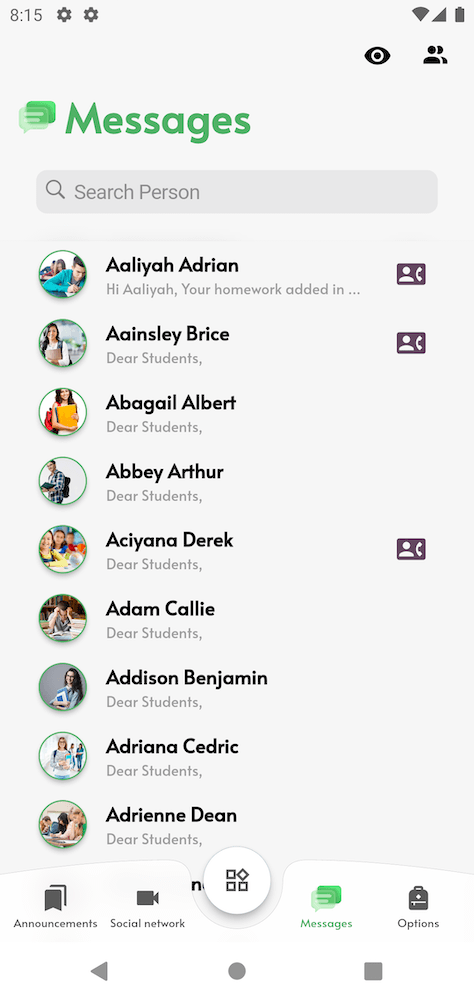 8:15
Messages
Search Person
Aaliyah Adrian
Hi Aaliyah, Your homework added in ...
Aainsley Brice
Dear Students,
Abagail Albert
Dear Students,
Abbey Arthur
Dear Students,
Aciyana Derek
Dear Students,
Adam Callie
Dear Students,
Addison Benjamin
Dear Students,
Adriana Cedric
Dear Students,
Adrienne Dean
Dear Students,
Announcements
Social network
Messages
Options